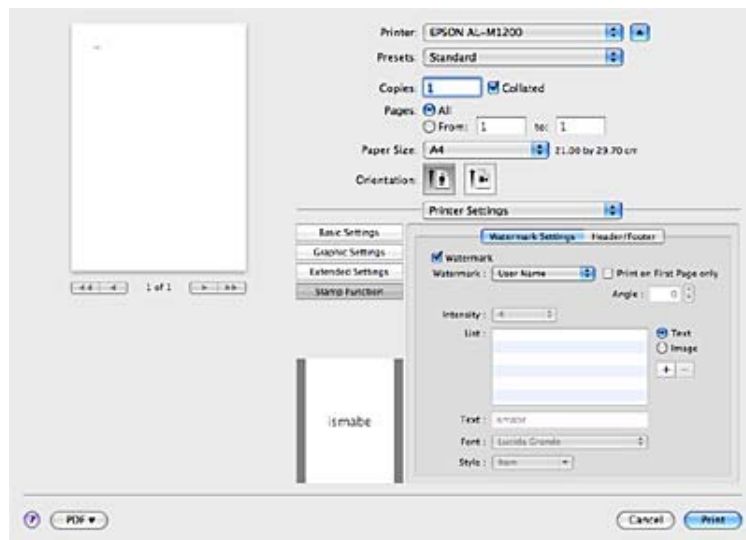 Printer: EPSON AL-M1200
Presets: Standard
Copies: 1 Collated
Pages: All
From: 1 to: 1
Paper Size: A4 21.00 by 29.70 cm
Orientation:
Printer Settings
Basic Settings
Graphic Settings
Extended Settings
Stamp Function
Watermark Settings Header/Footer
Watermark
Watermark : User Name Print on First Page only
Angle : 0
Intensity : 4
List : Text
Image
+ -
Text : ismabe
Font : Lucida Grande
Style :
1 of 1
ismabe
? PDF Cancel Print